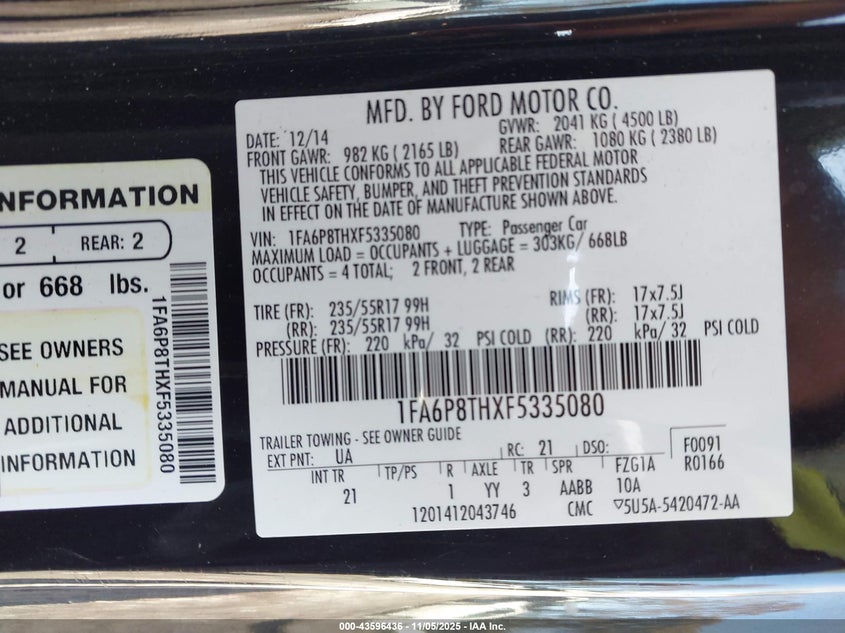 NFORMATION
2 REAR: 2
or 668 lbs.
SEE OWNERS
MANUAL FOR
ADDITIONAL
INFORMATION
1FA6P8THXF5335080
MFD. BY FORD MOTOR CO.
DATE: 12/14 GVWR: 2041 KG ( 4500 LB)
FRONT GAWR: 982 KG ( 2165 LB) REAR GAWR: 1080 KG ( 2380 LB)
THIS VEHICLE CONFORMS TO ALL APPLICABLE FEDERAL MOTOR
VEHICLE SAFETY, BUMPER, AND THEFT PREVENTION STANDARDS
IN EFFECT ON THE DATE OF MANUFACTURE SHOWN ABOVE.
VIN: 1FA6P8THXF5335080 TYPE: Passenger Car
MAXIMUM LOAD = OCCUPANTS + LUGGAGE = 303KG/ 668LB
OCCUPANTS = 4 TOTAL; 2 FRONT, 2 REAR
TIRE (FR): 235/55R17 99H RIMS (FR): 17x7.5J
(RR): 235/55R17 99H (RR): 17x7.5J
PRESSURE (FR): 220 kPa/ 32 PSI COLD (RR): 220 kPa/ 32 PSI COLD
1FA6P8THXF5335080
TRAILER TOWING - SEE OWNER GUIDE
EXT PNT: UA RC: 21 DSO: F0091
INT TR TP/PS R AXLE TR SPR FZG1A R0166
21 1 YY 3 AABB 10A
1201412043746 CMC ▽5U5A-5420472-AA
000-43596436 - 11/05/2025 - IAA Inc.